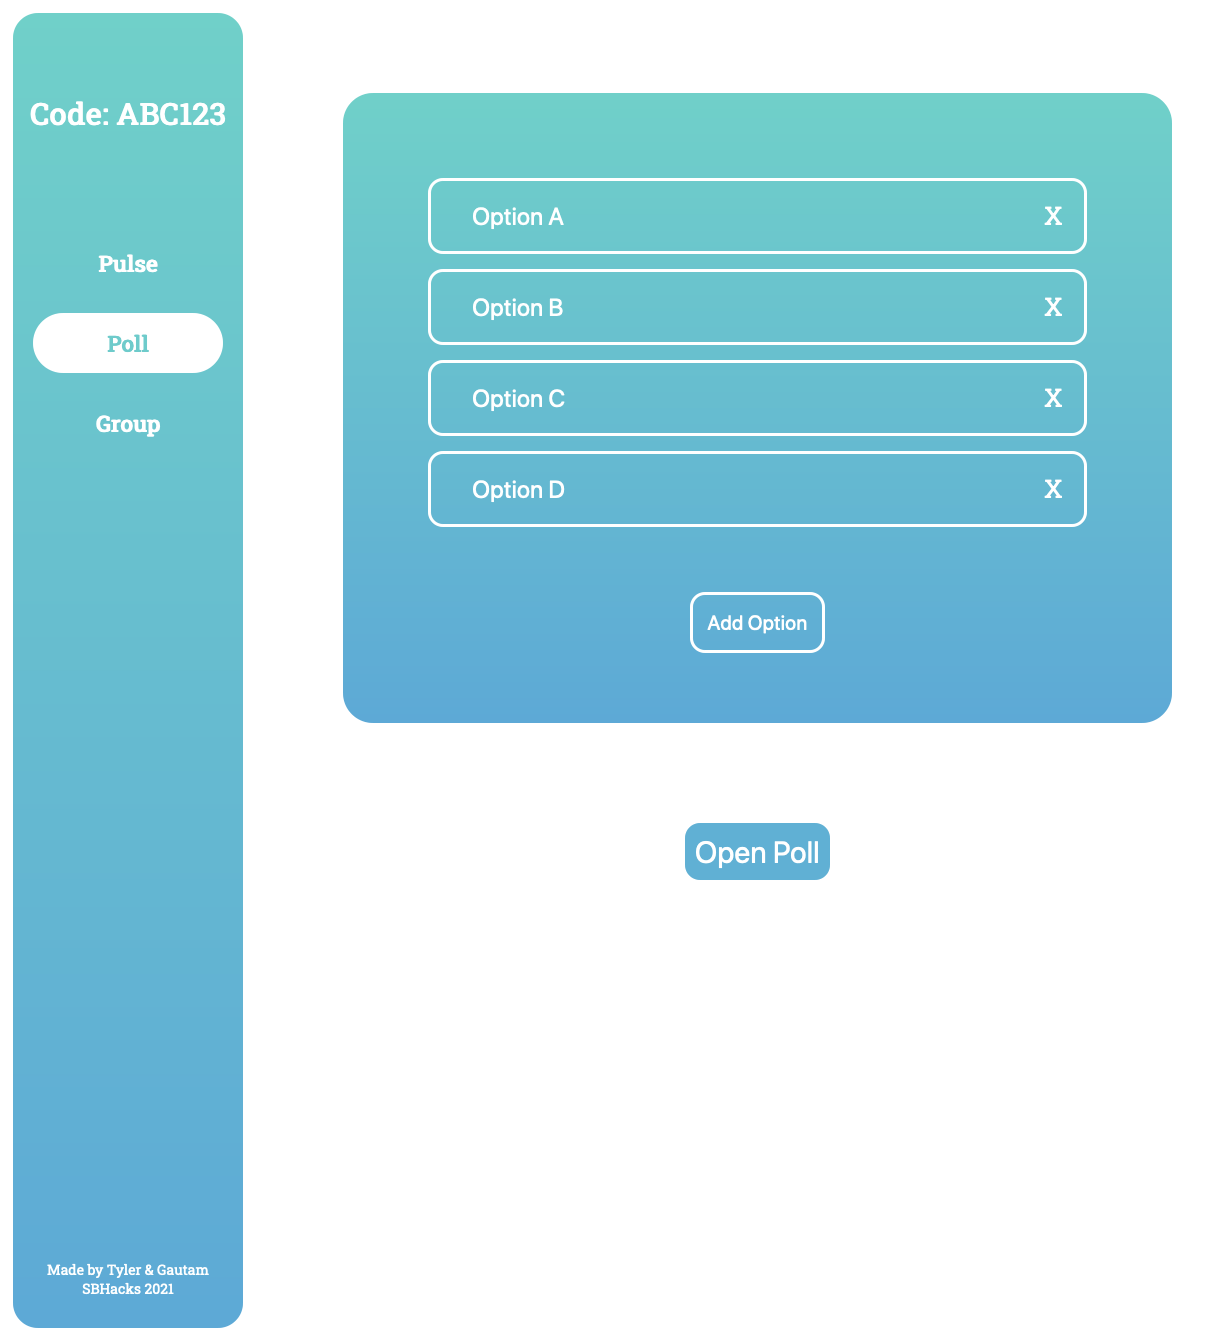 Code: ABC123
Pulse
Poll
Group
Made by Tyler & Gautam
SBHacks 2021
Option A X
Option B X
Option C X
Option D X
Add Option
Open Poll